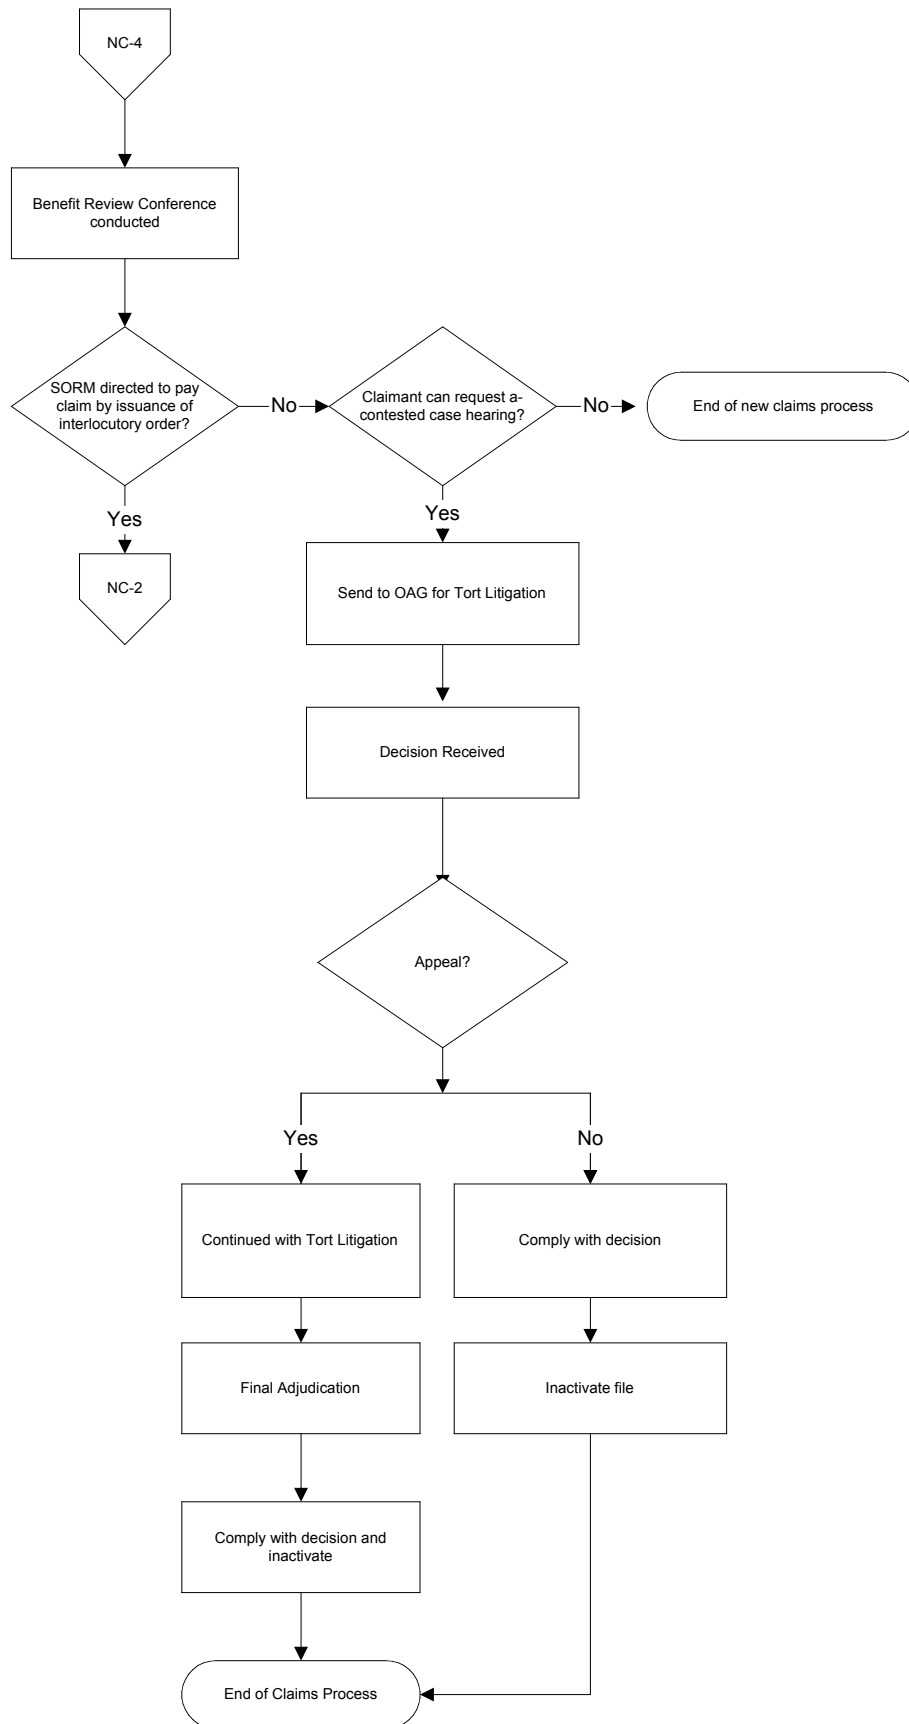 NC-4
Benefit Review Conference
conducted
SORM directed to pay
claim by issuance of
interlocutory order?
No
Claimant can request a-
contested case hearing?
No
End of new claims process
Yes
NC-2
Yes
Send to OAG for Tort Litigation
Decision Received
Appeal?
Yes
No
Continued with Tort Litigation
Comply with decision
Final Adjudication
Inactivate file
Comply with decision and
inactivate
End of Claims Process